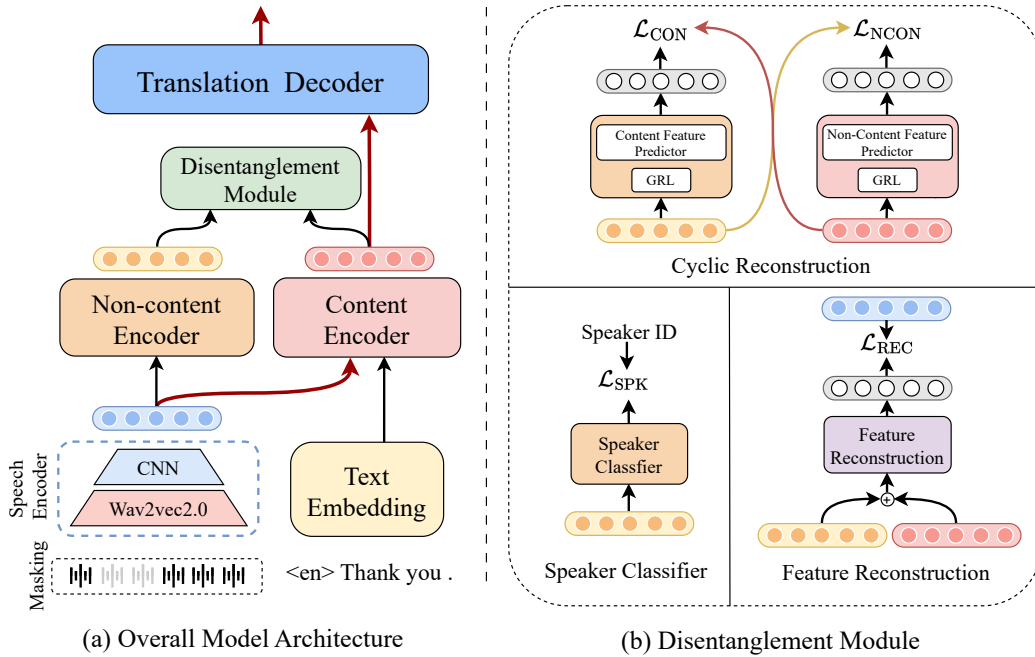 Translation Decoder
Disentanglement
Module
Non-content
Encoder
Content
Encoder
Speech
Encoder
CNN
Wav2vec2.0
Text
Embedding
Masking
<en> Thank you .
(a) Overall Model Architecture
ℒCON
ℒNCON
Content Feature
Predictor
GRL
Non-Content Feature
Predictor
GRL
Cyclic Reconstruction
Speaker ID
ℒSPK
Speaker
Classfier
Speaker Classifier
ℒREC
Feature
Reconstruction
+
Feature Reconstruction
(b) Disentanglement Module